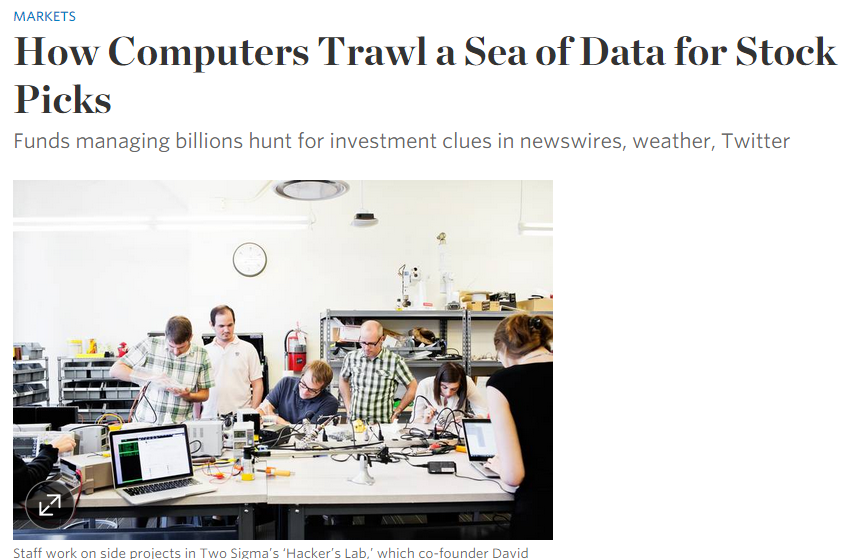 MARKETS
How Computers Trawl a Sea of Data for Stock
Picks
Funds managing billions hunt for investment clues in newswires, weather, Twitter
Staff work on side projects in Two Sigma’s ‘Hacker’s Lab,’ which co-founder David